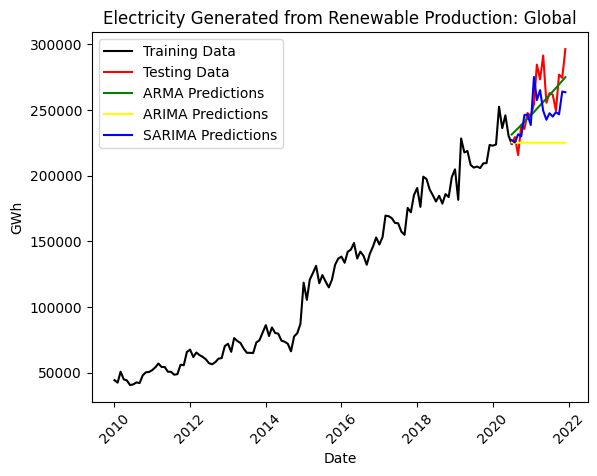 Electricity Generated from Renewable Production: Global
Training Data
Testing Data
ARMA Predictions
ARIMA Predictions
SARIMA Predictions
300000
250000
200000
150000
100000
50000
GWh
2010
2012
2014
2016
2018
2020
2022
Date